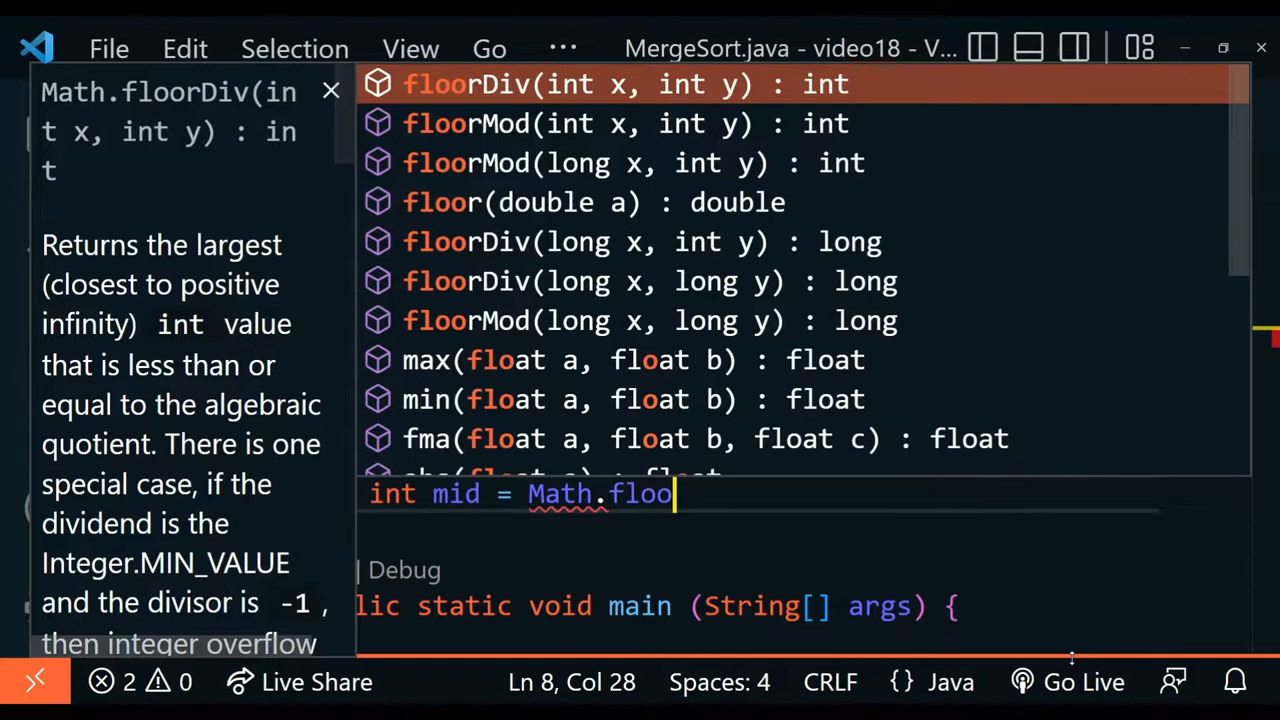 File Edit Selection View Go ··· MergeSort.java - video18 - V...
Math.floorDiv(in
t x, int y) : in
t
Returns the largest
(closest to positive
infinity) int value
that is less than or
equal to the algebraic
quotient. There is one
special case, if the
dividend is the
Integer.MIN_VALUE
and the divisor is -1 ,
then integer overflow
floorDiv(int x, int y) : int
floorMod(int x, int y) : int
floorMod(long x, int y) : int
floor(double a) : double
floorDiv(long x, int y) : long
floorDiv(long x, long y) : long
floorMod(long x, long y) : long
max(float a, float b) : float
min(float a, float b) : float
fma(float a, float b, float c) : float
int mid = Math.floo
| Debug
lic static void main (String[] args) {
2 0 Live Share Ln 8, Col 28 Spaces: 4 CRLF {} Java Go Live